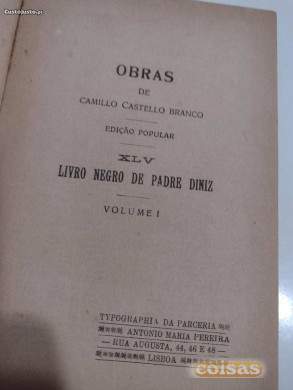 OBRAS
DE
CAMILLO CASTELLO BRANCO
EDIÇÃO POPULAR
XLV
LIVRO NEGRO DE PADRE DINIZ
VOLUME I
TYPOGRAPHIA DA PARCERIA
ANTONIO MARIA PEREIRA
RUA AUGUSTA, 44, 46 E 48
LISBOA
coisas